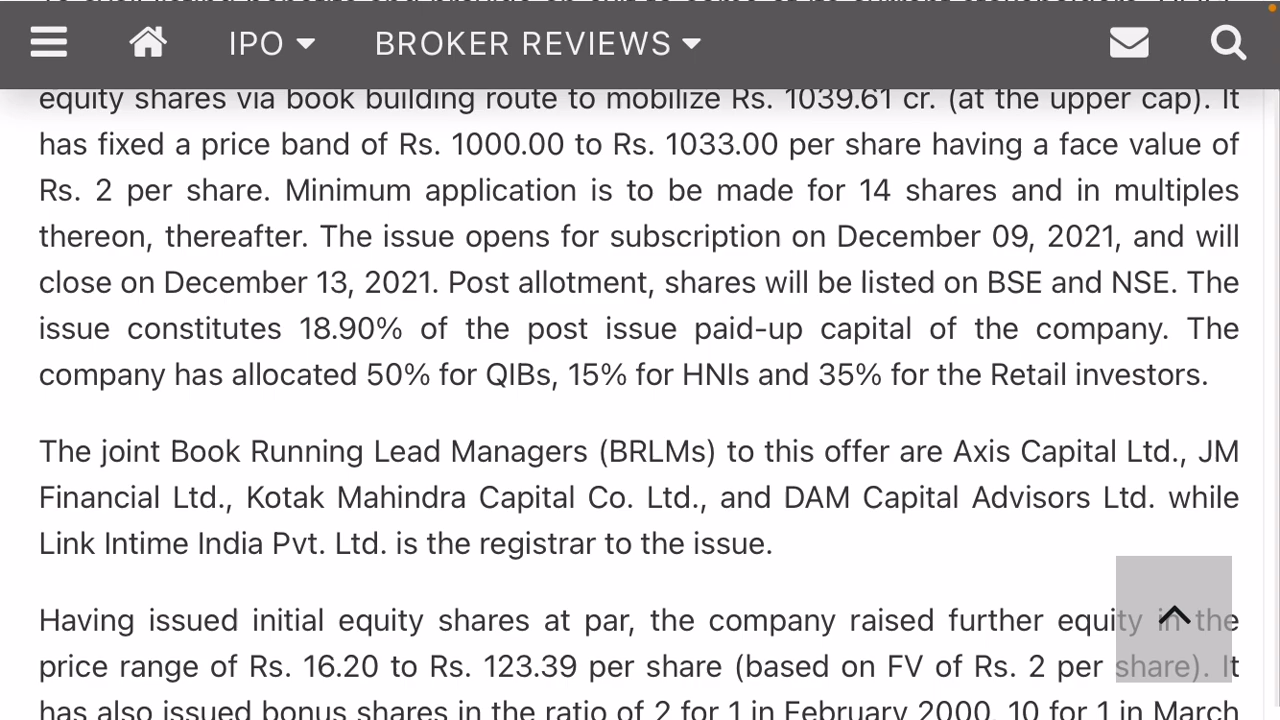 IPO BROKER REVIEWS
equity shares via book building route to mobilize Rs. 1039.61 cr. (at the upper cap). It
has fixed a price band of Rs. 1000.00 to Rs. 1033.00 per share having a face value of
Rs. 2 per share. Minimum application is to be made for 14 shares and in multiples
thereon, thereafter. The issue opens for subscription on December 09, 2021, and will
close on December 13, 2021. Post allotment, shares will be listed on BSE and NSE. The
issue constitutes 18.90% of the post issue paid-up capital of the company. The
company has allocated 50% for QIBs, 15% for HNIs and 35% for the Retail investors.
The joint Book Running Lead Managers (BRLMs) to this offer are Axis Capital Ltd., JM
Financial Ltd., Kotak Mahindra Capital Co. Ltd., and DAM Capital Advisors Ltd. while
Link Intime India Pvt. Ltd. is the registrar to the issue.
Having issued initial equity shares at par, the company raised further equity in the
price range of Rs. 16.20 to Rs. 123.39 per share (based on FV of Rs. 2 per share). It
has also issued bonus shares in the ratio of 2 for 1 in February 2000, 10 for 1 in March